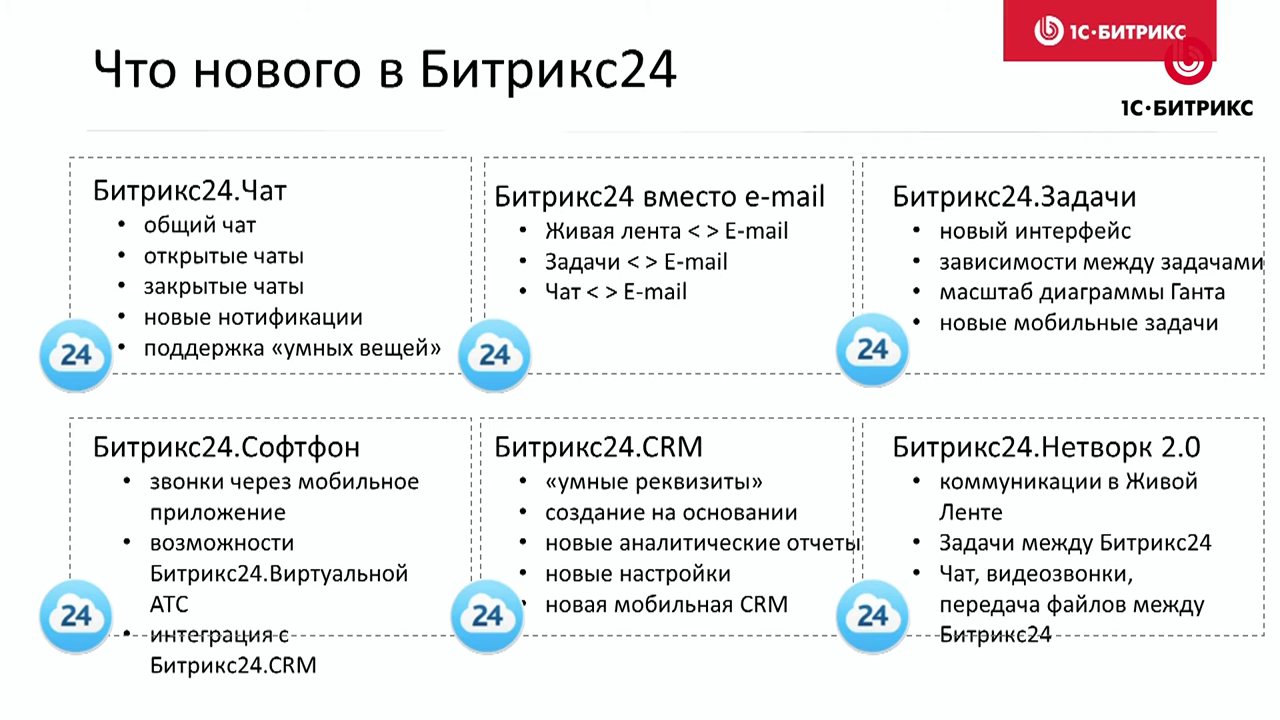 1С·БИТРИКС
Что нового в Битрикс24
1С·БИТРИКС
Битрикс24.Чат
• общий чат
• открытые чаты
• закрытые чаты
• новые нотификации
• поддержка «умных вещей»
24
Битрикс24 вместо e-mail
• Живая лента < > E-mail
• Задачи < > E-mail
• Чат < > E-mail
24
Битрикс24.Задачи
• новый интерфейс
• зависимости между задачами
• масштаб диаграммы Ганта
• новые мобильные задачи
24
Битрикс24.Софтфон
• звонки через мобильное
приложение
• возможности
Битрикс24.Виртуальной
АТС
• интеграция с
Битрикс24.CRM
24
Битрикс24.CRM
• «умные реквизиты»
• создание на основании
• новые аналитические отчеты
• новые настройки
• новая мобильная CRM
24
Битрикс24.Нетворк 2.0
• коммуникации в Живой
Ленте
• Задачи между Битрикс24
• Чат, видеозвонки,
передача файлов между
Битрикс24
24